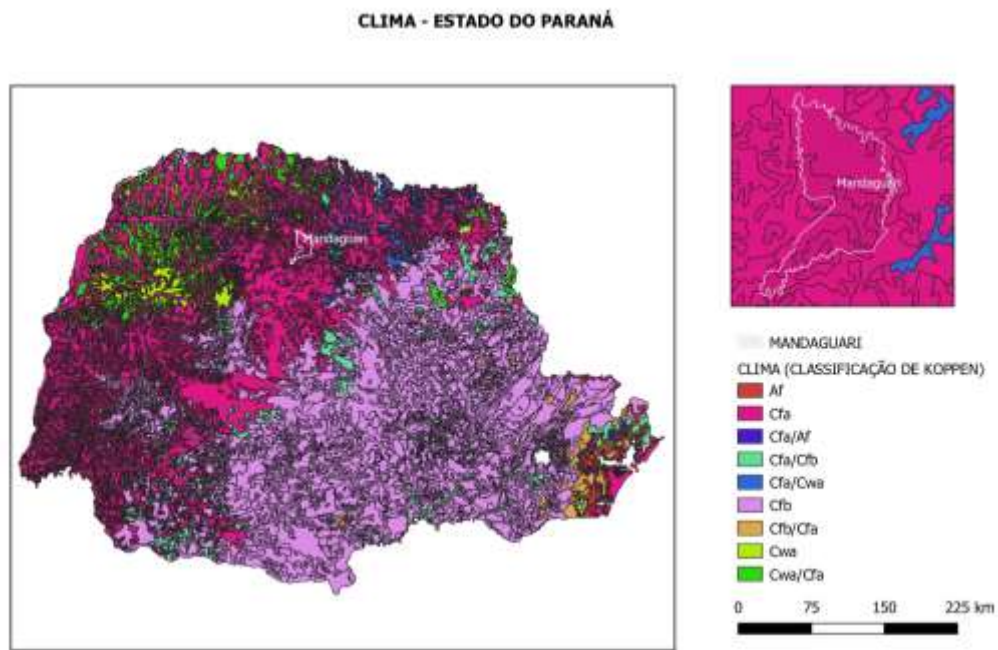 CLIMA - ESTADO DO PARANÁ
Mandaguari
Mandaguari
MANDAGUARI
CLIMA (CLASSIFICAÇÃO DE KOPPEN)
Af
Cfa
Cfa/Af
Cfa/Cfb
Cfa/Cwa
Cfb
Cfb/Cfa
Cwa
Cwa/Cfa
0 75 150 225 km